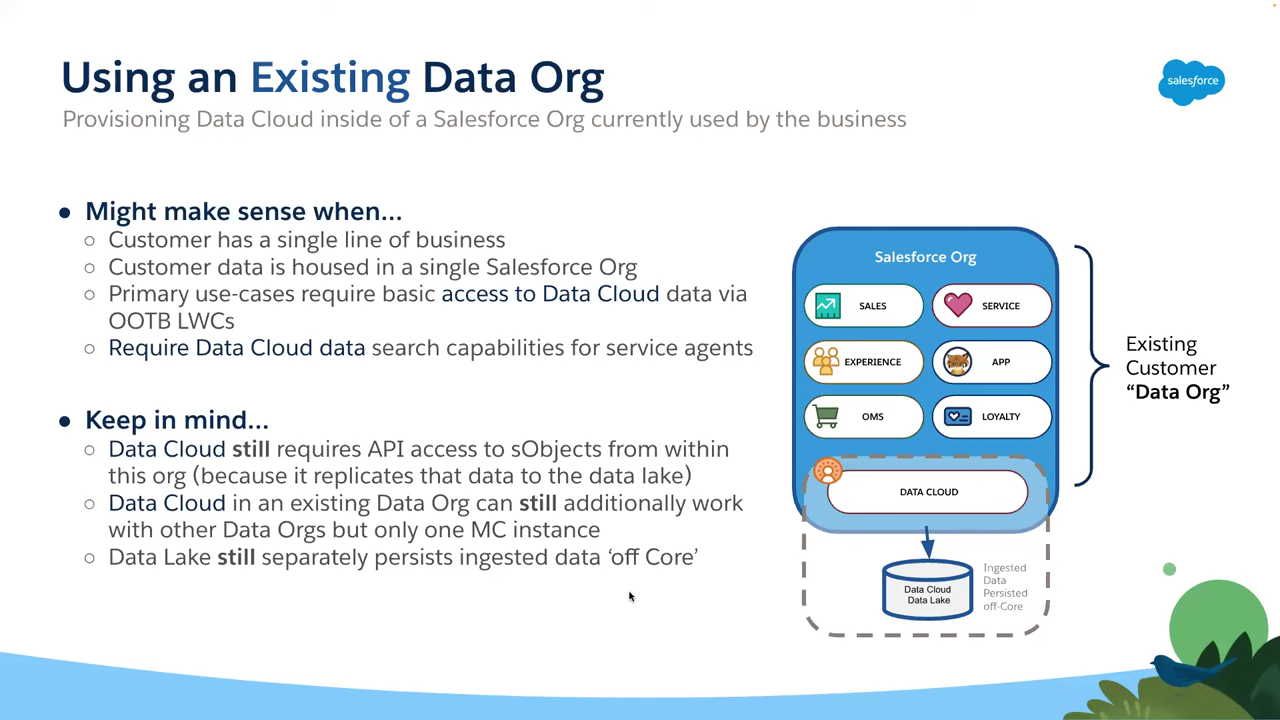 Using an Existing Data Org
salesforce
Provisioning Data Cloud inside of a Salesforce Org currently used by the business
● Might make sense when...
○ Customer has a single line of business
○ Customer data is housed in a single Salesforce Org
○ Primary use-cases require basic access to Data Cloud data via
OOTB LWCs
○ Require Data Cloud data search capabilities for service agents
● Keep in mind...
○ Data Cloud still requires API access to sObjects from within
this org (because it replicates that data to the data lake)
○ Data Cloud in an existing Data Org can still additionally work
with other Data Orgs but only one MC instance
○ Data Lake still separately persists ingested data ‘off Core’
Salesforce Org
SALES
SERVICE
EXPERIENCE
APP
OMS
LOYALTY
DATA CLOUD
Data Cloud
Data Lake
Ingested
Data
Persisted
off-Core
Existing
Customer
“Data Org”